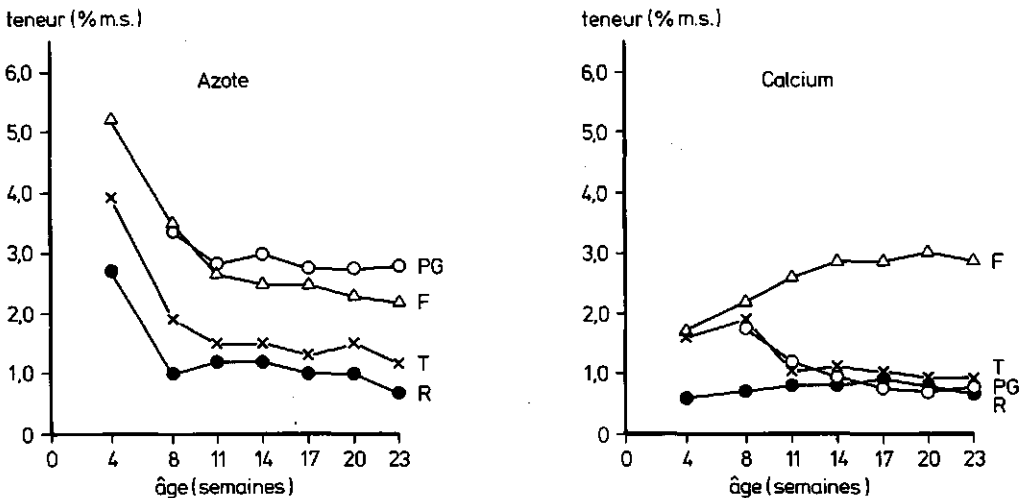 teneur (% m.s.)
Azote
6,0
5,0
4,0
3,0
2,0
1,0
0
PG
F
T
R
0 4 8 11 14 17 20 23
âge (semaines)
teneur (% m.s.)
Calcium
6,0
5,0
4,0
3,0
2,0
1,0
0
F
T
PG
R
0 4 8 11 14 17 20 23
âge (semaines)